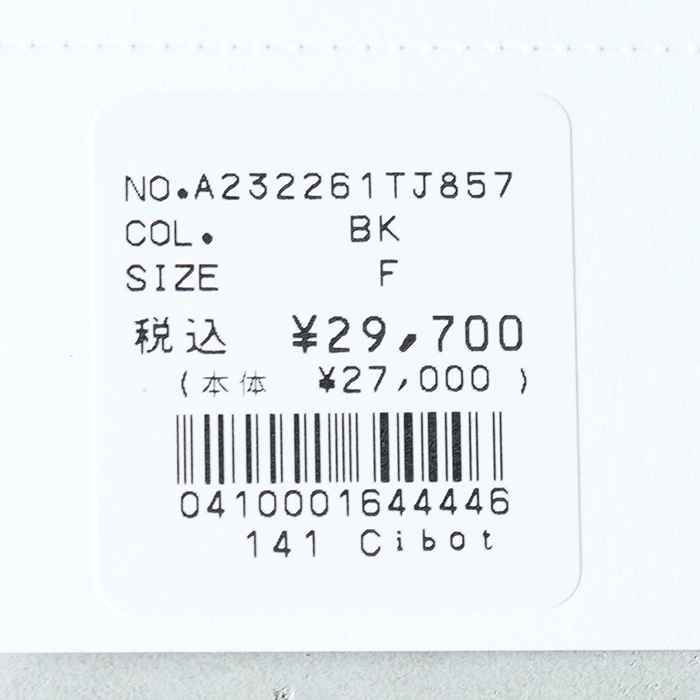 NO.A232261TJ857
COL. BK
SIZE F
税込 ¥29,700
(本体 ¥27,000 )
0410001644446
141 Cibot